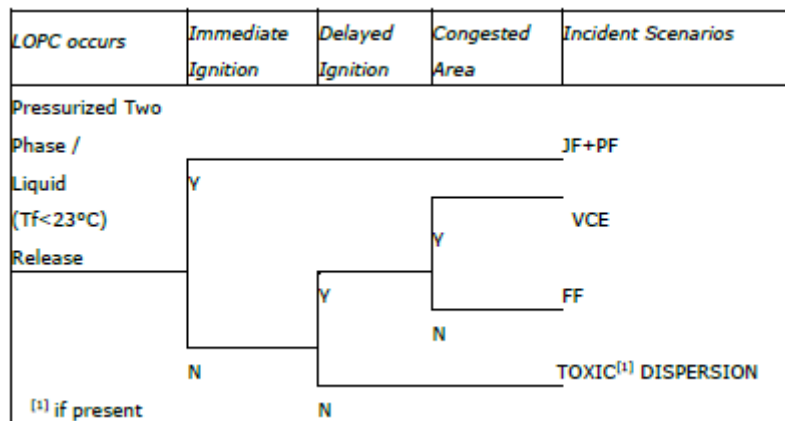 LOPC occurs
Immediate
Ignition
Delayed
Ignition
Congested
Area
Incident Scenarios
Pressurized Two
Phase /
Liquid
(Tf<23ºC)
Release
Y
JF+PF
Y
Y
VCE
FF
N
N
TOXIC[1] DISPERSION
[1] if present
N